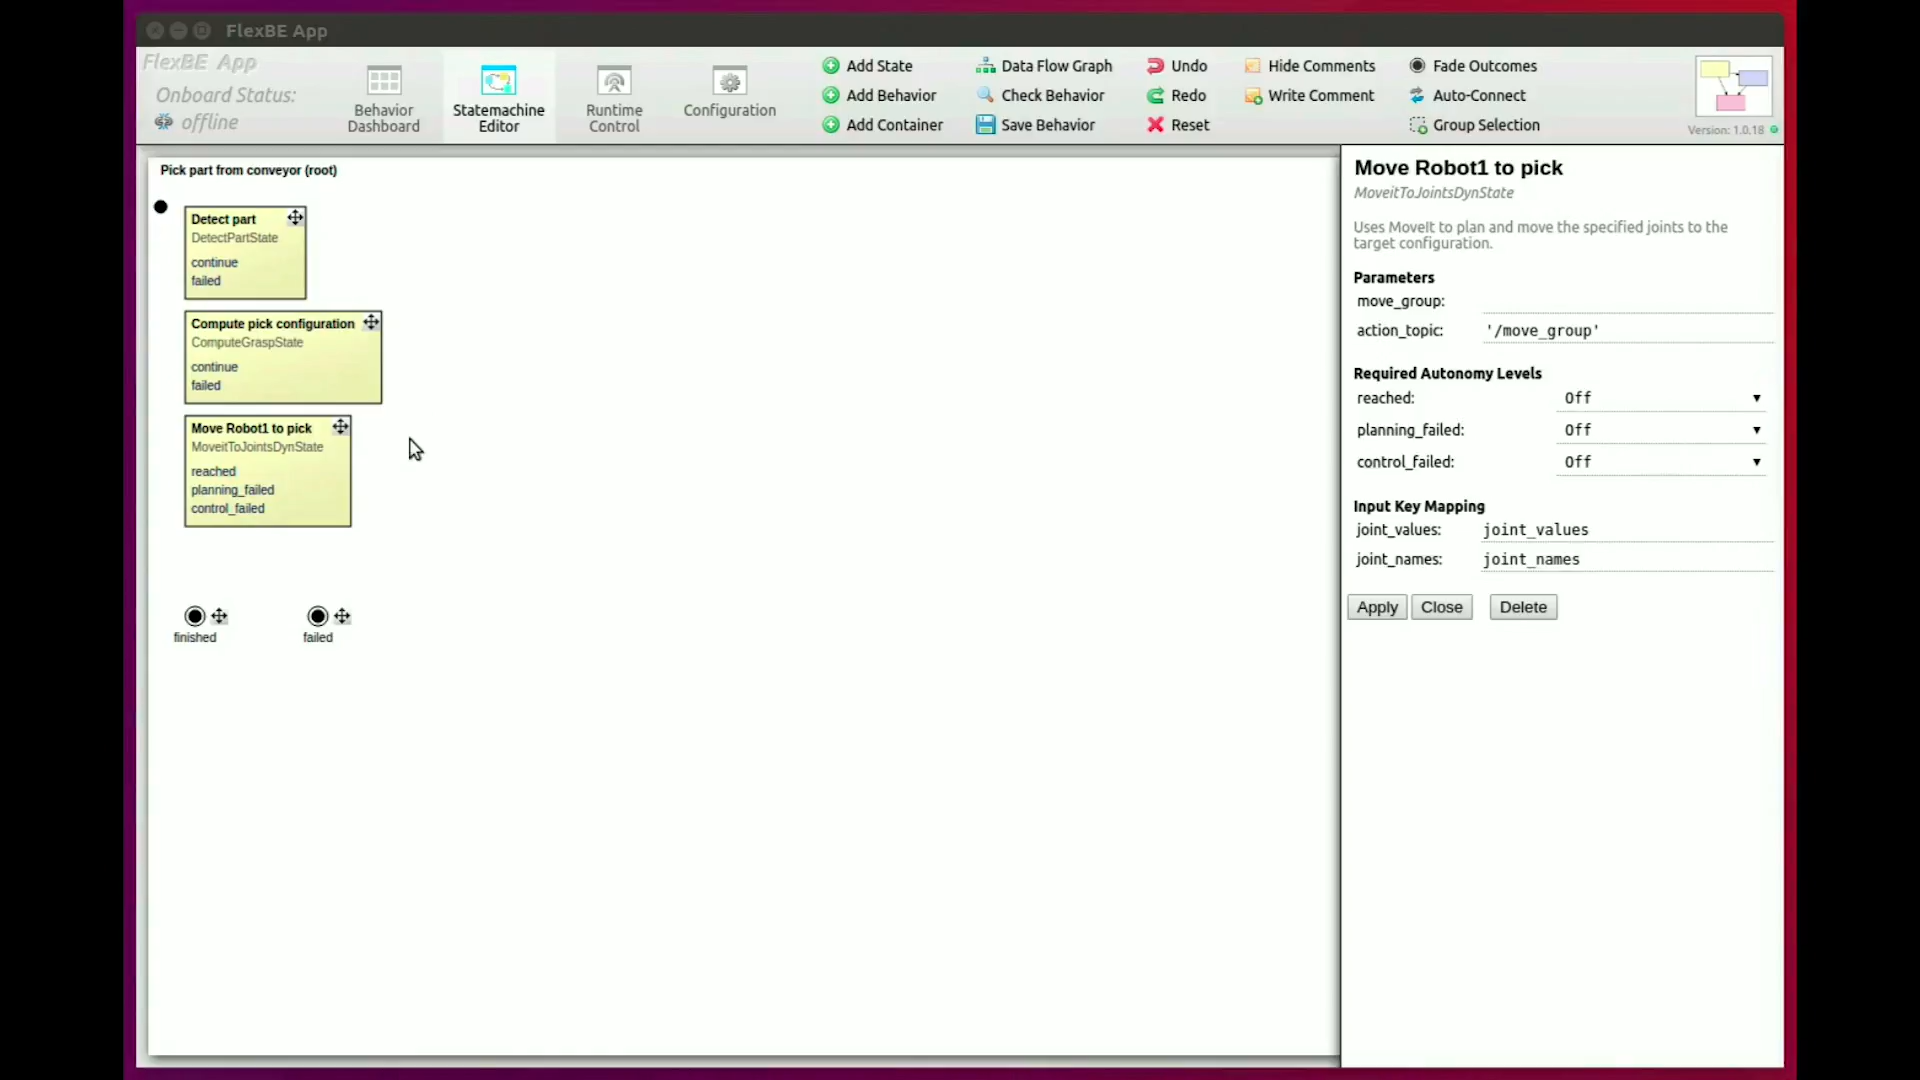 FlexBE App
FlexBE App
Onboard Status:
offline
Behavior
Dashboard
Statemachine
Editor
Runtime
Control
Configuration
Add State
Add Behavior
Add Container
Data Flow Graph
Check Behavior
Save Behavior
Undo
Redo
Reset
Hide Comments
Write Comment
Fade Outcomes
Auto-Connect
Group Selection
Version: 1.0.18
Pick part from conveyor (root)
Detect part
DetectPartState
continue
failed
Compute pick configuration
ComputeGraspState
continue
failed
Move Robot1 to pick
MoveitToJointsDynState
reached
planning_failed
control_failed
finished
failed
Move Robot1 to pick
MoveitToJointsDynState
Uses MoveIt to plan and move the specified joints to the
target configuration.
Parameters
move_group:
action_topic: '/move_group'
Required Autonomy Levels
reached: Off
planning_failed: Off
control_failed: Off
Input Key Mapping
joint_values: joint_values
joint_names: joint_names
Apply Close Delete